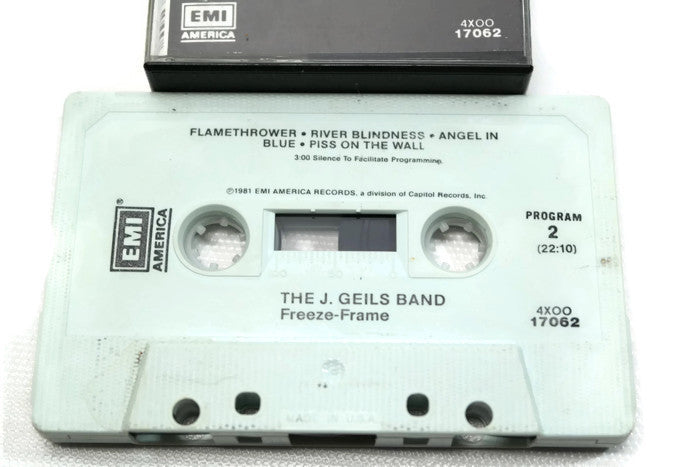 EMI
AMERICA
4XOO
17062
FLAMETHROWER • RIVER BLINDNESS • ANGEL IN
BLUE • PISS ON THE WALL
3:00 Silence To Facilitate Programming.
℗1981 EMI AMERICA RECORDS, a division of Capitol Records, Inc.
EMI®
AMERICA
PROGRAM
2
(22:10)
THE J. GEILS BAND
Freeze-Frame
4XOO
17062
MADE IN U.S.A.